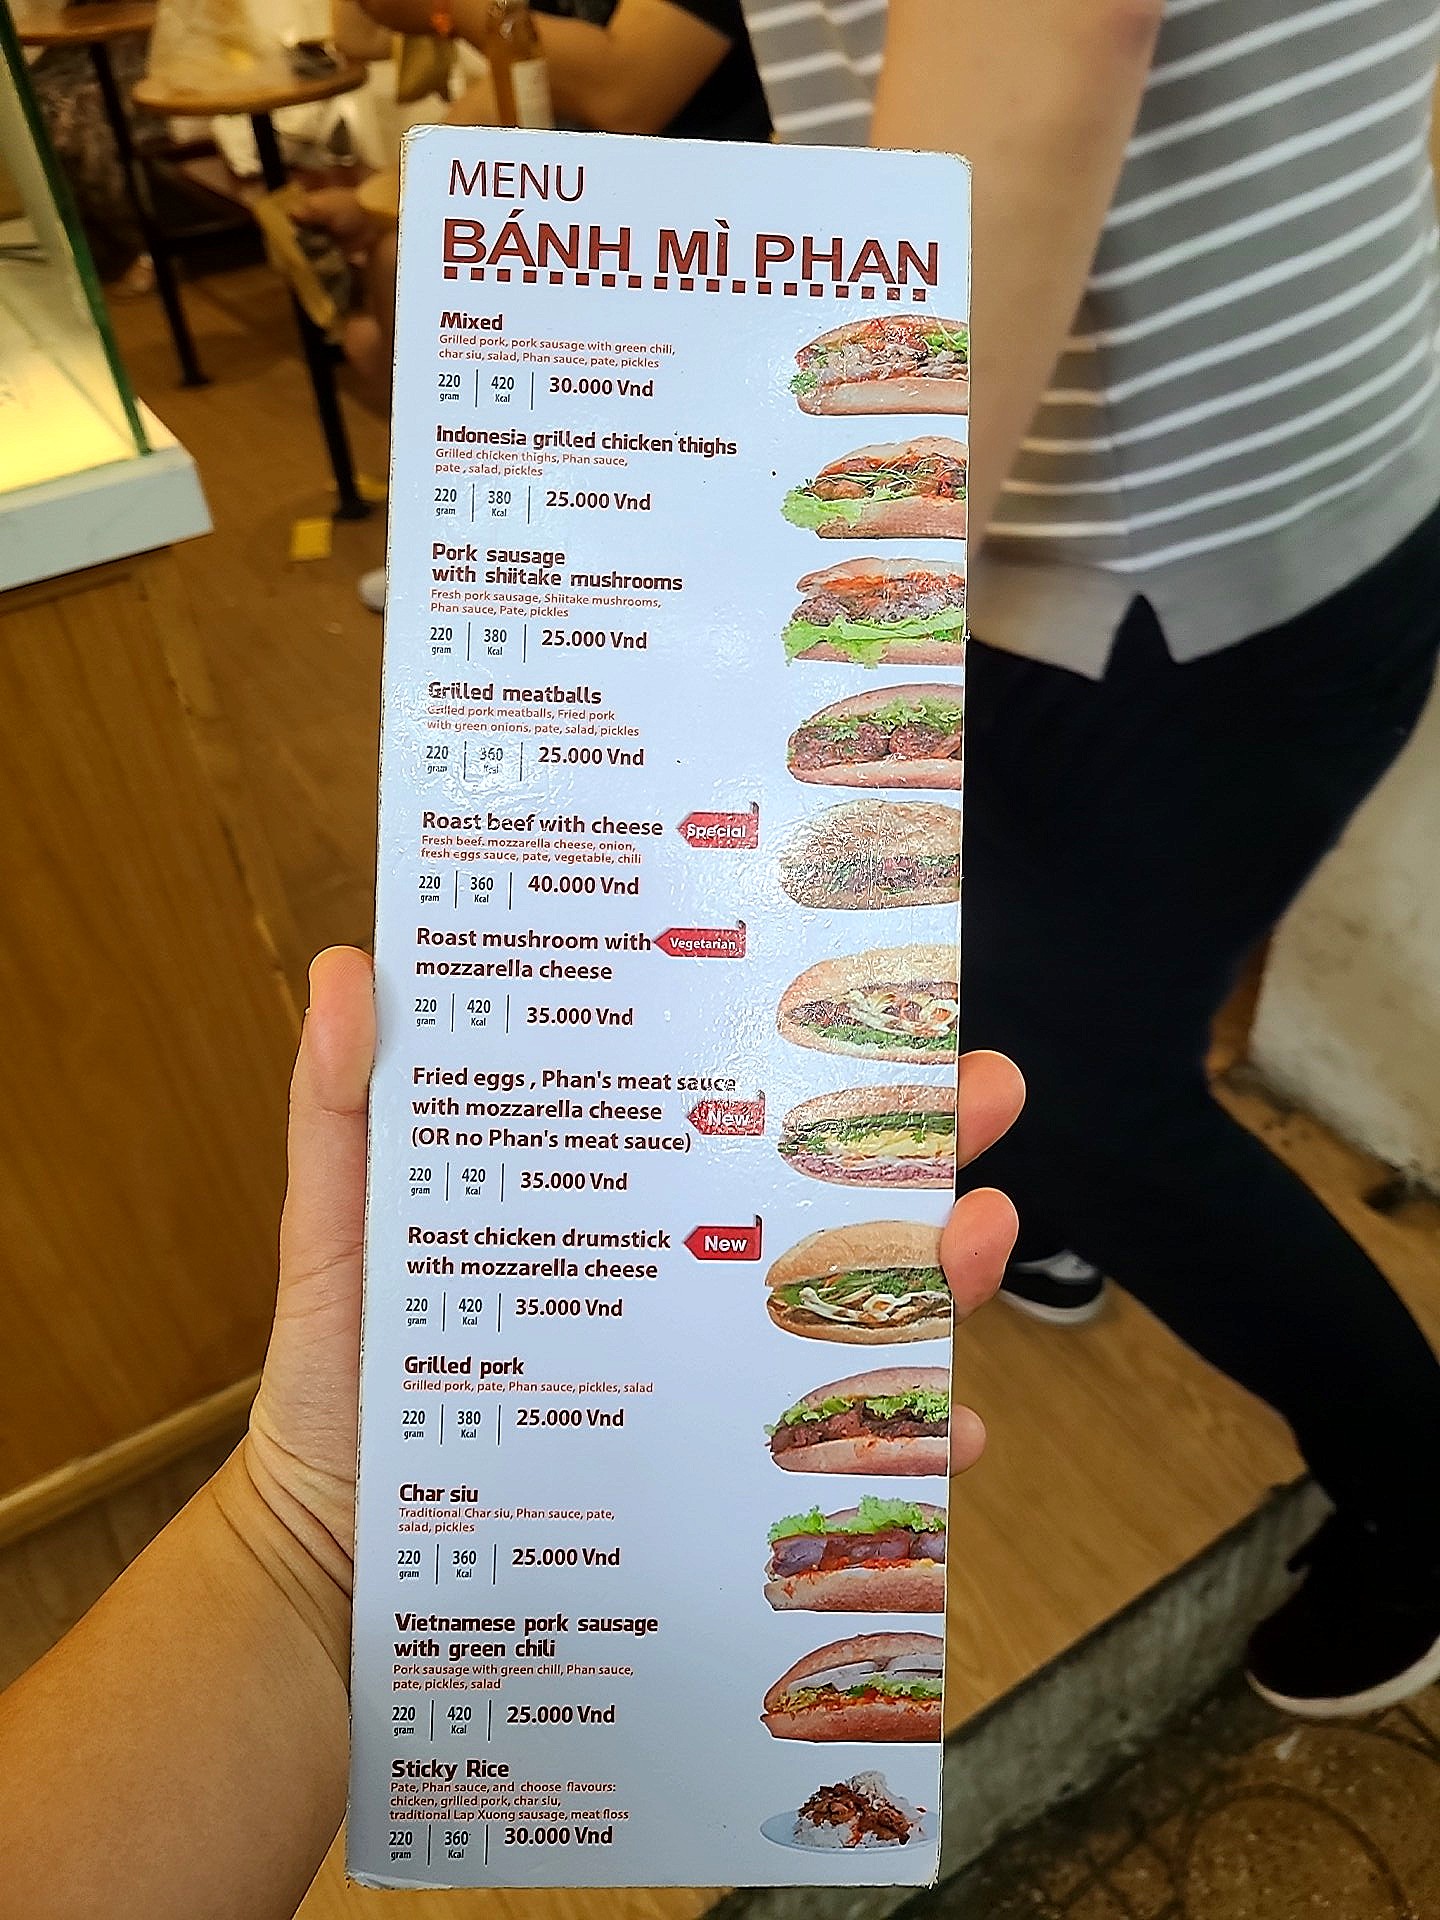 MENU
BÁNH MÌ PHAN
Mixed
Grilled pork, pork sausage with green chili,
char siu, salad, Phan sauce, pate, pickles
220 gram | 420 Kcal | 30.000 Vnd
Indonesia grilled chicken thighs
Grilled chicken thighs, Phan sauce,
pate , salad, pickles
220 gram | 380 Kcal | 25.000 Vnd
Pork sausage
with shiitake mushrooms
Fresh pork sausage, Shiitake mushrooms,
Phan sauce, Pate, pickles
220 gram | 380 Kcal | 25.000 Vnd
Grilled meatballs
Grilled pork meatballs, Fried pork
with green onions, pate, salad, pickles
220 gram | 360 Kcal | 25.000 Vnd
Roast beef with cheese Special
Fresh beef. mozzarella cheese, onion,
fresh eggs sauce, pate, vegetable, chili
220 gram | 360 Kcal | 40.000 Vnd
Roast mushroom with Vegetarian
mozzarella cheese
220 gram | 420 Kcal | 35.000 Vnd
Fried eggs , Phan's meat sauce
with mozzarella cheese New
(OR no Phan's meat sauce)
220 gram | 420 Kcal | 35.000 Vnd
Roast chicken drumstick New
with mozzarella cheese
220 gram | 420 Kcal | 35.000 Vnd
Grilled pork
Grilled pork, pate, Phan sauce, pickles, salad
220 gram | 380 Kcal | 25.000 Vnd
Char siu
Traditional Char siu, Phan sauce, pate,
salad, pickles
220 gram | 360 Kcal | 25.000 Vnd
Vietnamese pork sausage
with green chili
Pork sausage with green chill, Phan sauce,
pate, pickles, salad
220 gram | 420 Kcal | 25.000 Vnd
Sticky Rice
Pate, Phan sauce, and choose flavours:
chicken, grilled pork, char siu,
traditional Lap Xuong sausage, meat floss
220 gram | 360 Kcal | 30.000 Vnd